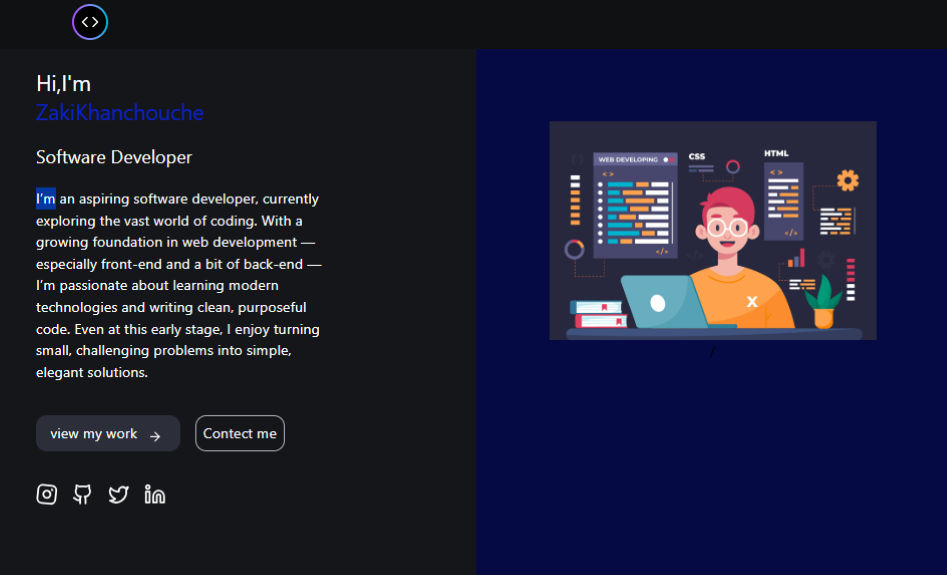 < >
Hi,I'm
ZakiKhanchouche
Software Developer
I'm an aspiring software developer, currently
exploring the vast world of coding. With a
growing foundation in web development —
especially front-end and a bit of back-end —
I'm passionate about learning modern
technologies and writing clean, purposeful
code. Even at this early stage, I enjoy turning
small, challenging problems into simple,
elegant solutions.
view my work →
Contect me
in
WEB DEVELOPING
< >
</>
CSS
HTML
< >
</>
X
/